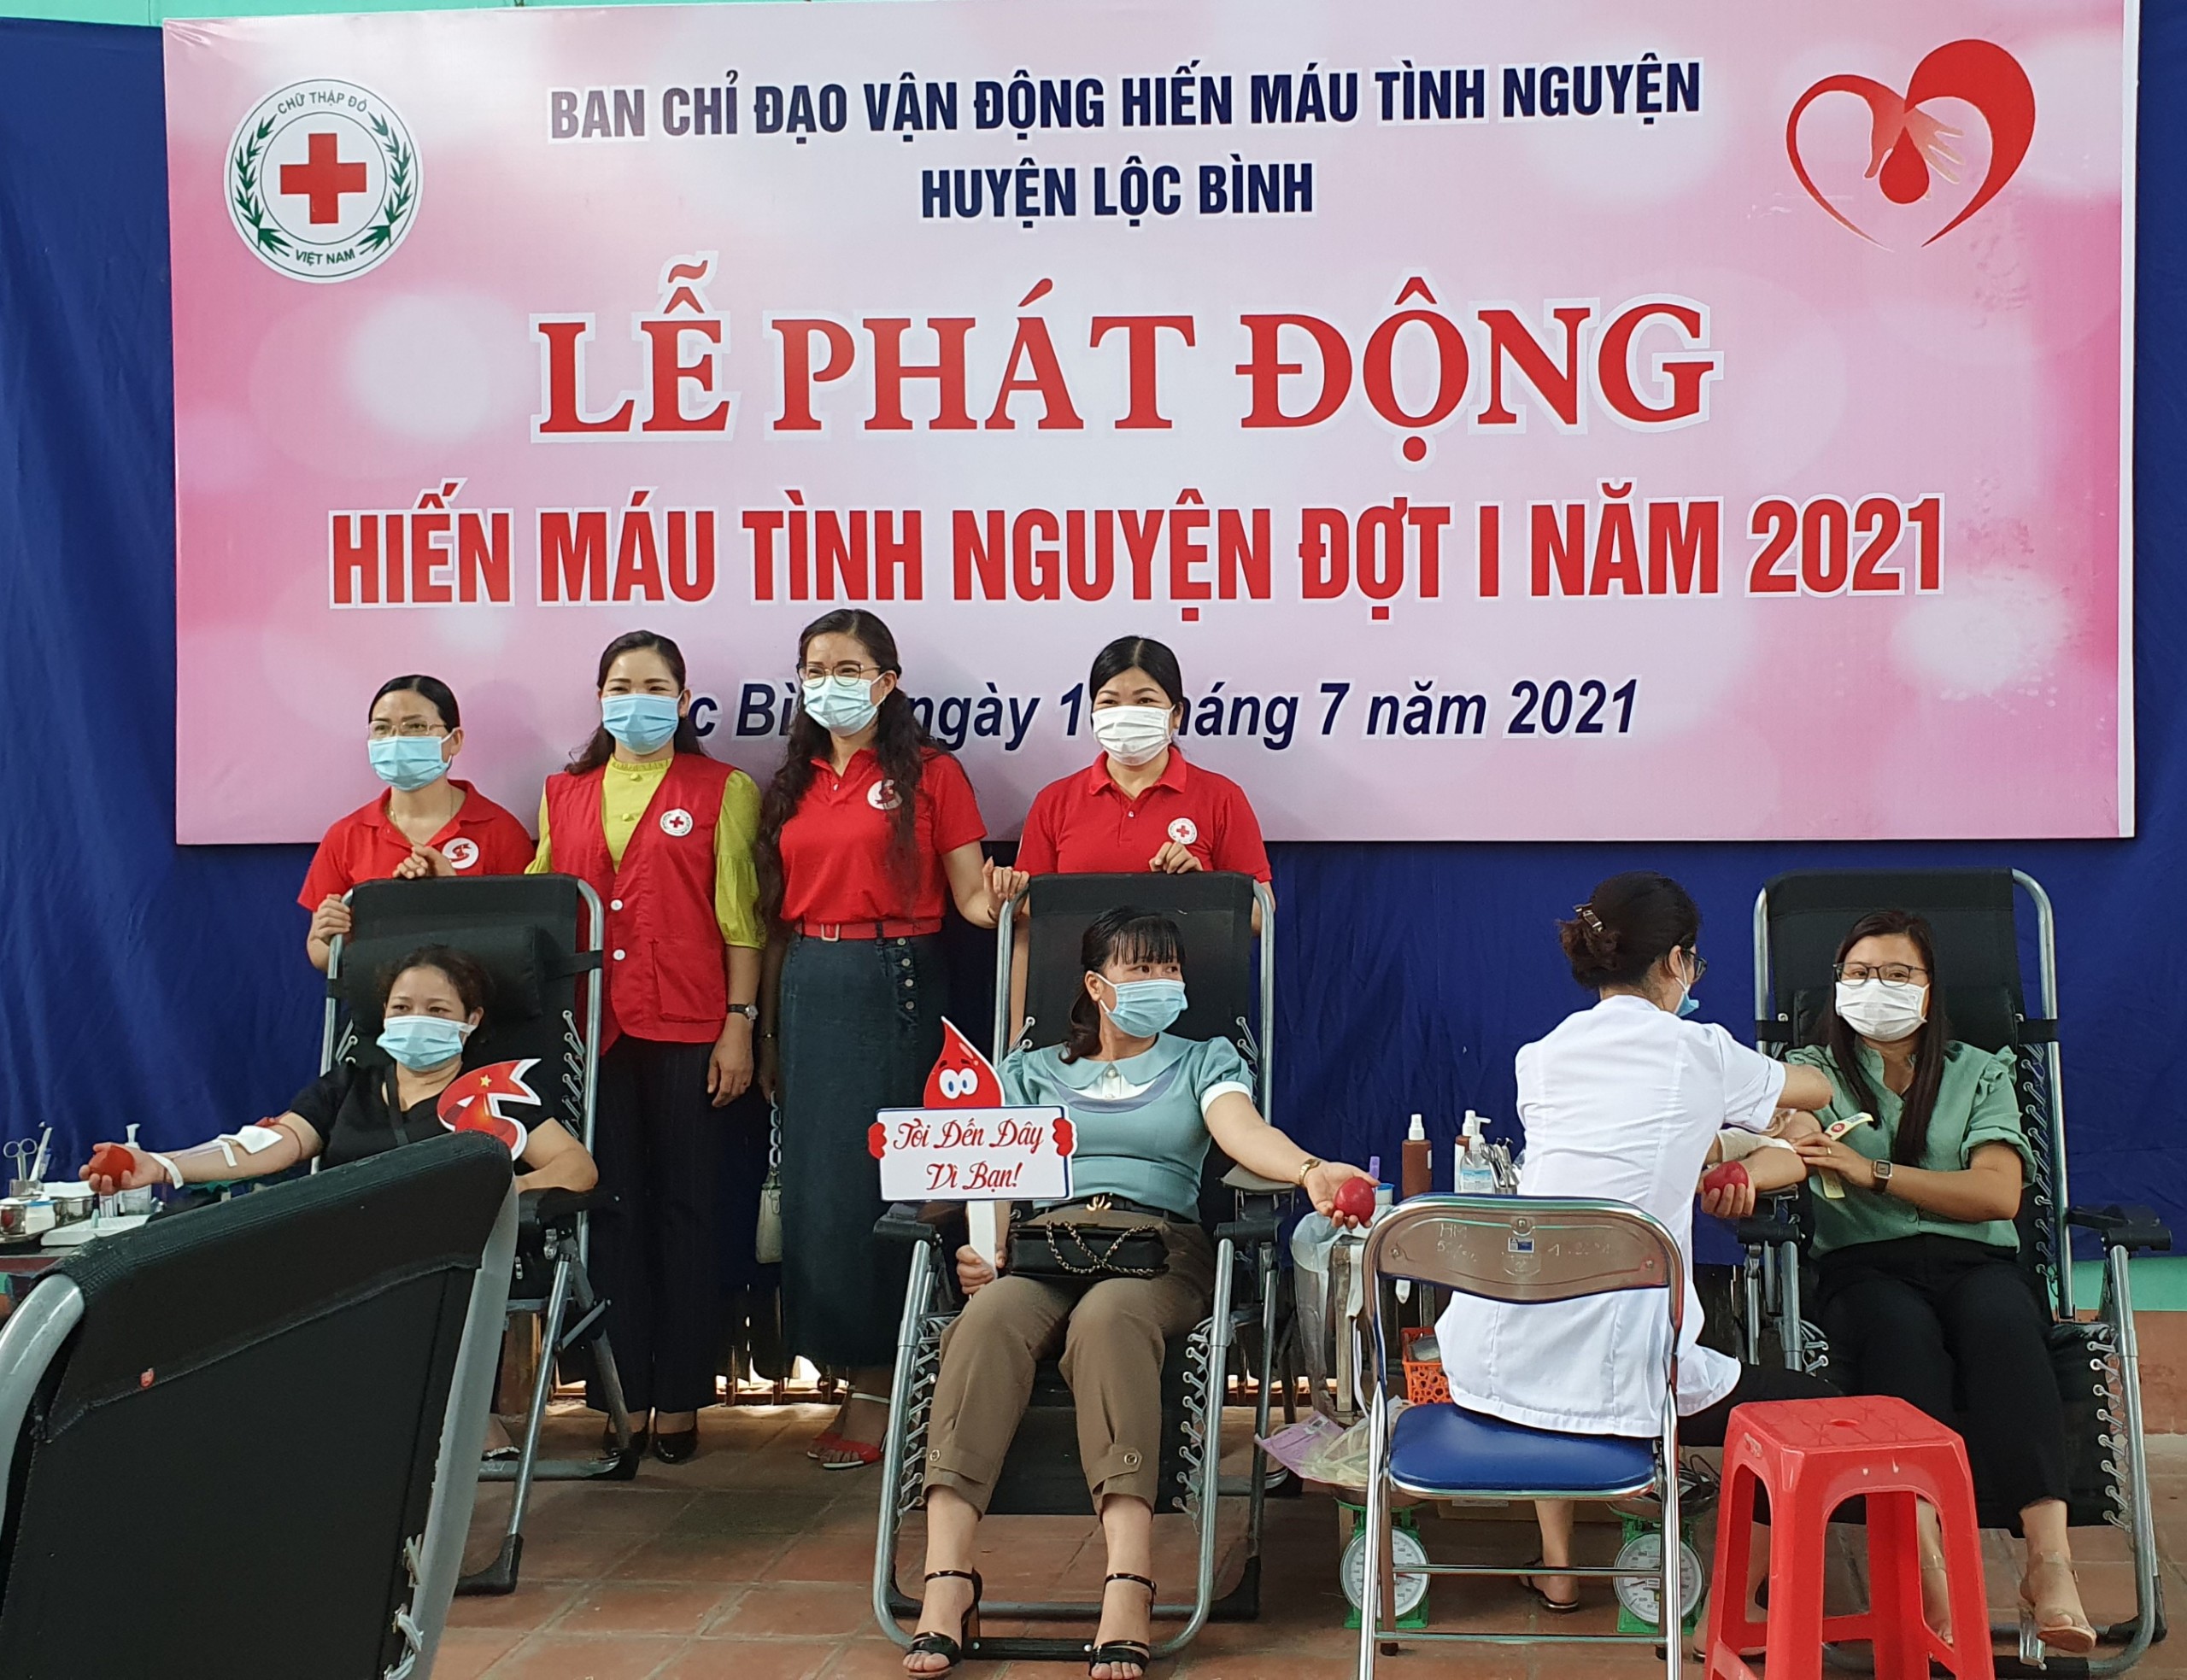 BAN CHỈ ĐẠO VẬN ĐỘNG HIẾN MÁU TÌNH NGUYỆN
HUYỆN LỘC BÌNH
CHỮ THẬP ĐỎ
VIỆT NAM
LỄ PHÁT ĐỘNG
HIẾN MÁU TÌNH NGUYỆN ĐỢT I NĂM 2021
ngày 7 năm 2021
Tôi Đến Đây
Vì Bạn!